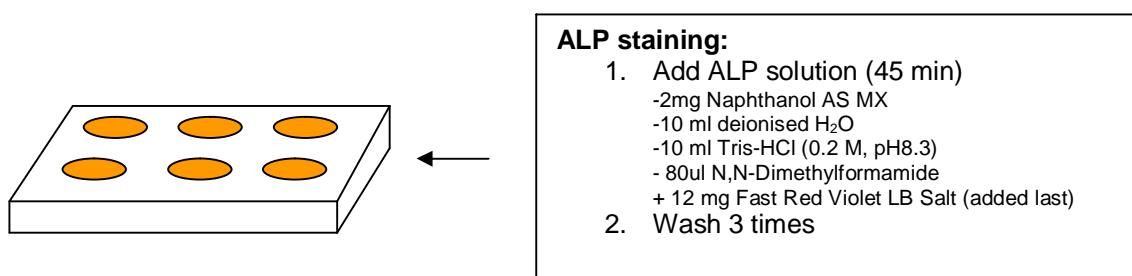 ALP staining:
1. Add ALP solution (45 min)
-2mg Naphthanol AS MX
-10 ml deionised H₂O
-10 ml Tris-HCl (0.2 M, pH8.3)
- 80ul N,N-Dimethylformamide
+ 12 mg Fast Red Violet LB Salt (added last)
2. Wash 3 times